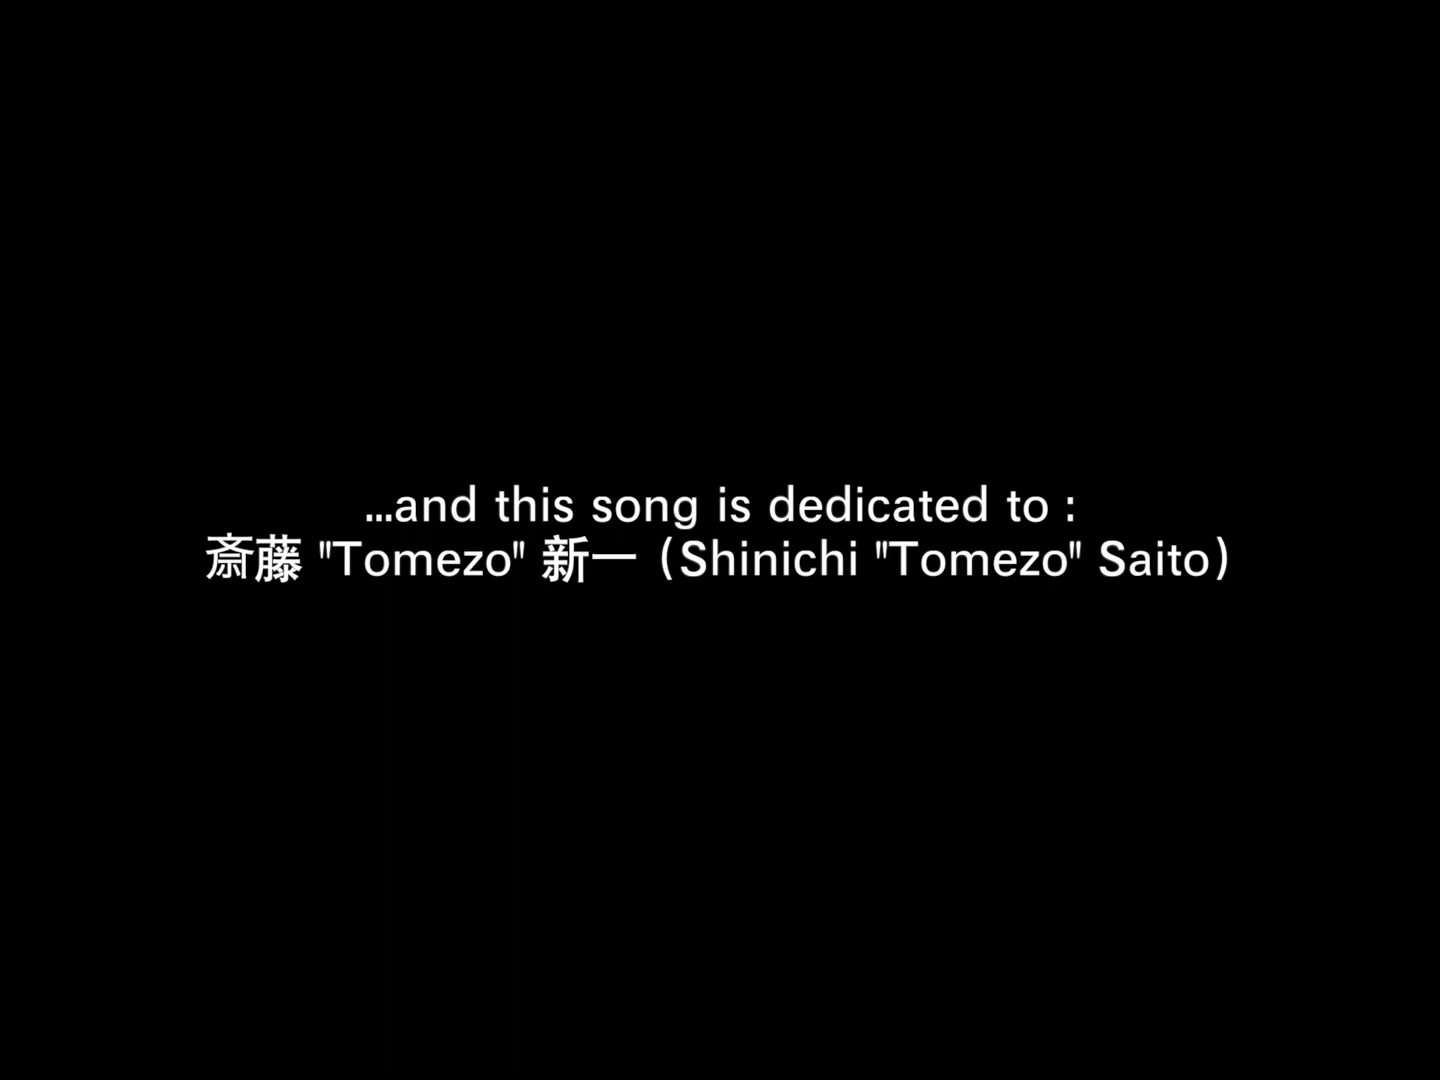 ...and this song is dedicated to :
斎藤 "Tomezo" 新一 （Shinichi "Tomezo" Saito）